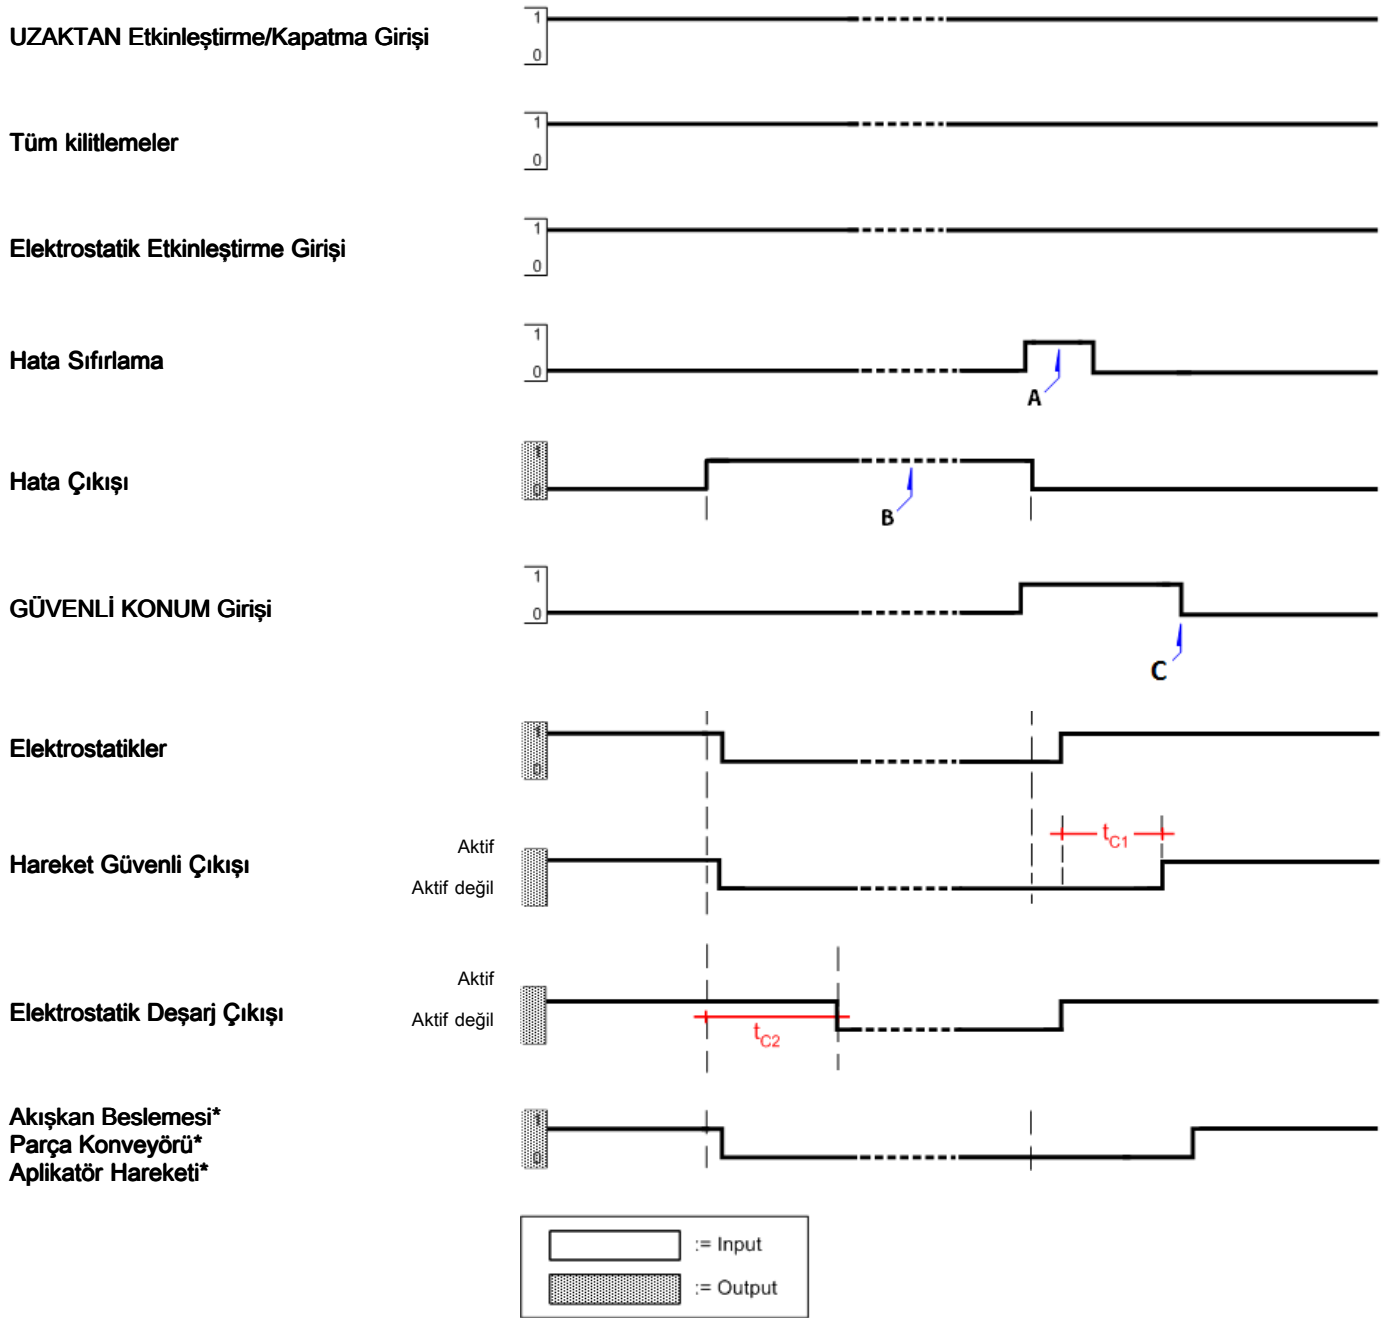 UZAKTAN Etkinleştirme/Kapatma Girişi
1
0
Tüm kilitlemeler
1
0
Elektrostatik Etkinleştirme Girişi
1
0
Hata Sıfırlama
1
0
A
Hata Çıkışı
1
0
B
GÜVENLİ KONUM Girişi
1
0
C
Elektrostatikler
1
0
Hareket Güvenli Çıkışı
Aktif
Aktif değil
tC1
Elektrostatik Deşarj Çıkışı
Aktif
Aktif değil
tC2
Akışkan Beslemesi*
Parça Konveyörü*
Aplikatör Hareketi*
1
0
:= Input
:= Output